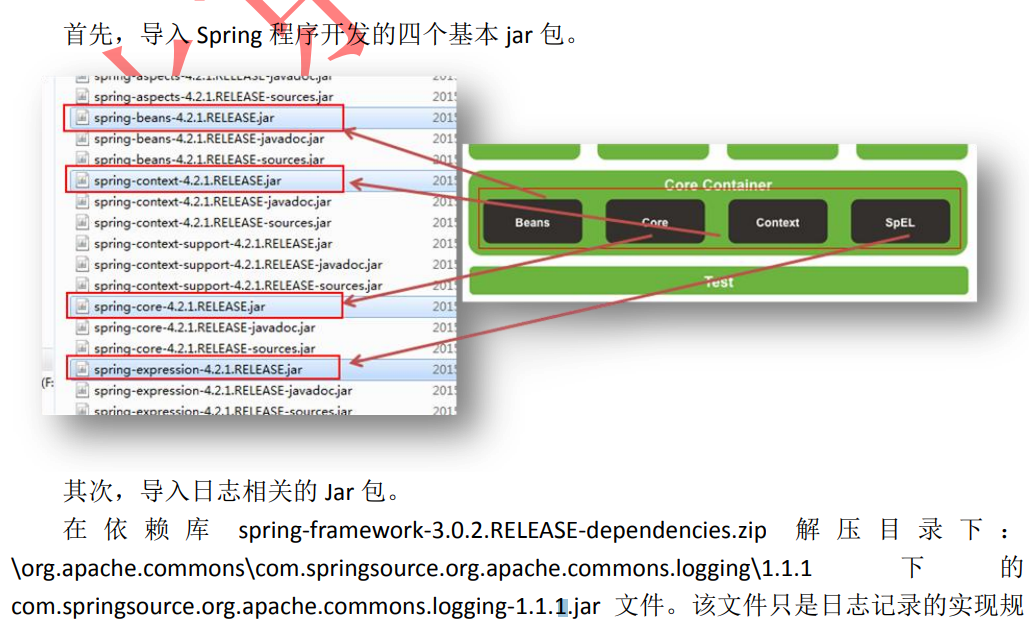 首先，导入 Spring 程序开发的四个基本 jar 包。
spring-aspects-4.2.1.RELEASE-javadoc.jar 201
spring-aspects-4.2.1.RELEASE-sources.jar 201
spring-beans-4.2.1.RELEASE.jar 201
spring-beans-4.2.1.RELEASE-javadoc.jar 201
spring-beans-4.2.1.RELEASE-sources.jar 201
spring-context-4.2.1.RELEASE.jar 201
spring-context-4.2.1.RELEASE-javadoc.jar 201
spring-context-4.2.1.RELEASE-sources.jar 201
spring-context-support-4.2.1.RELEASE.jar 201
spring-context-support-4.2.1.RELEASE-javadoc.jar 201
spring-context-support-4.2.1.RELEASE-sources.jar 201
spring-core-4.2.1.RELEASE.jar 201
spring-core-4.2.1.RELEASE-javadoc.jar 201
spring-core-4.2.1.RELEASE-sources.jar 201
spring-expression-4.2.1.RELEASE.jar 201
(F:
spring-expression-4.2.1.RELEASE-javadoc.jar 201
spring-expression-4.2.1.RELEASE-sources.jar 201
Core Container
Beans Core Context SpEL
Test
其次，导入日志相关的 Jar 包。
在依赖库 spring-framework-3.0.2.RELEASE-dependencies.zip 解压目录下：
\org.apache.commons\com.springsource.org.apache.commons.logging\1.1.1 下的
com.springsource.org.apache.commons.logging-1.1.1.jar 文件。该文件只是日志记录的实现规